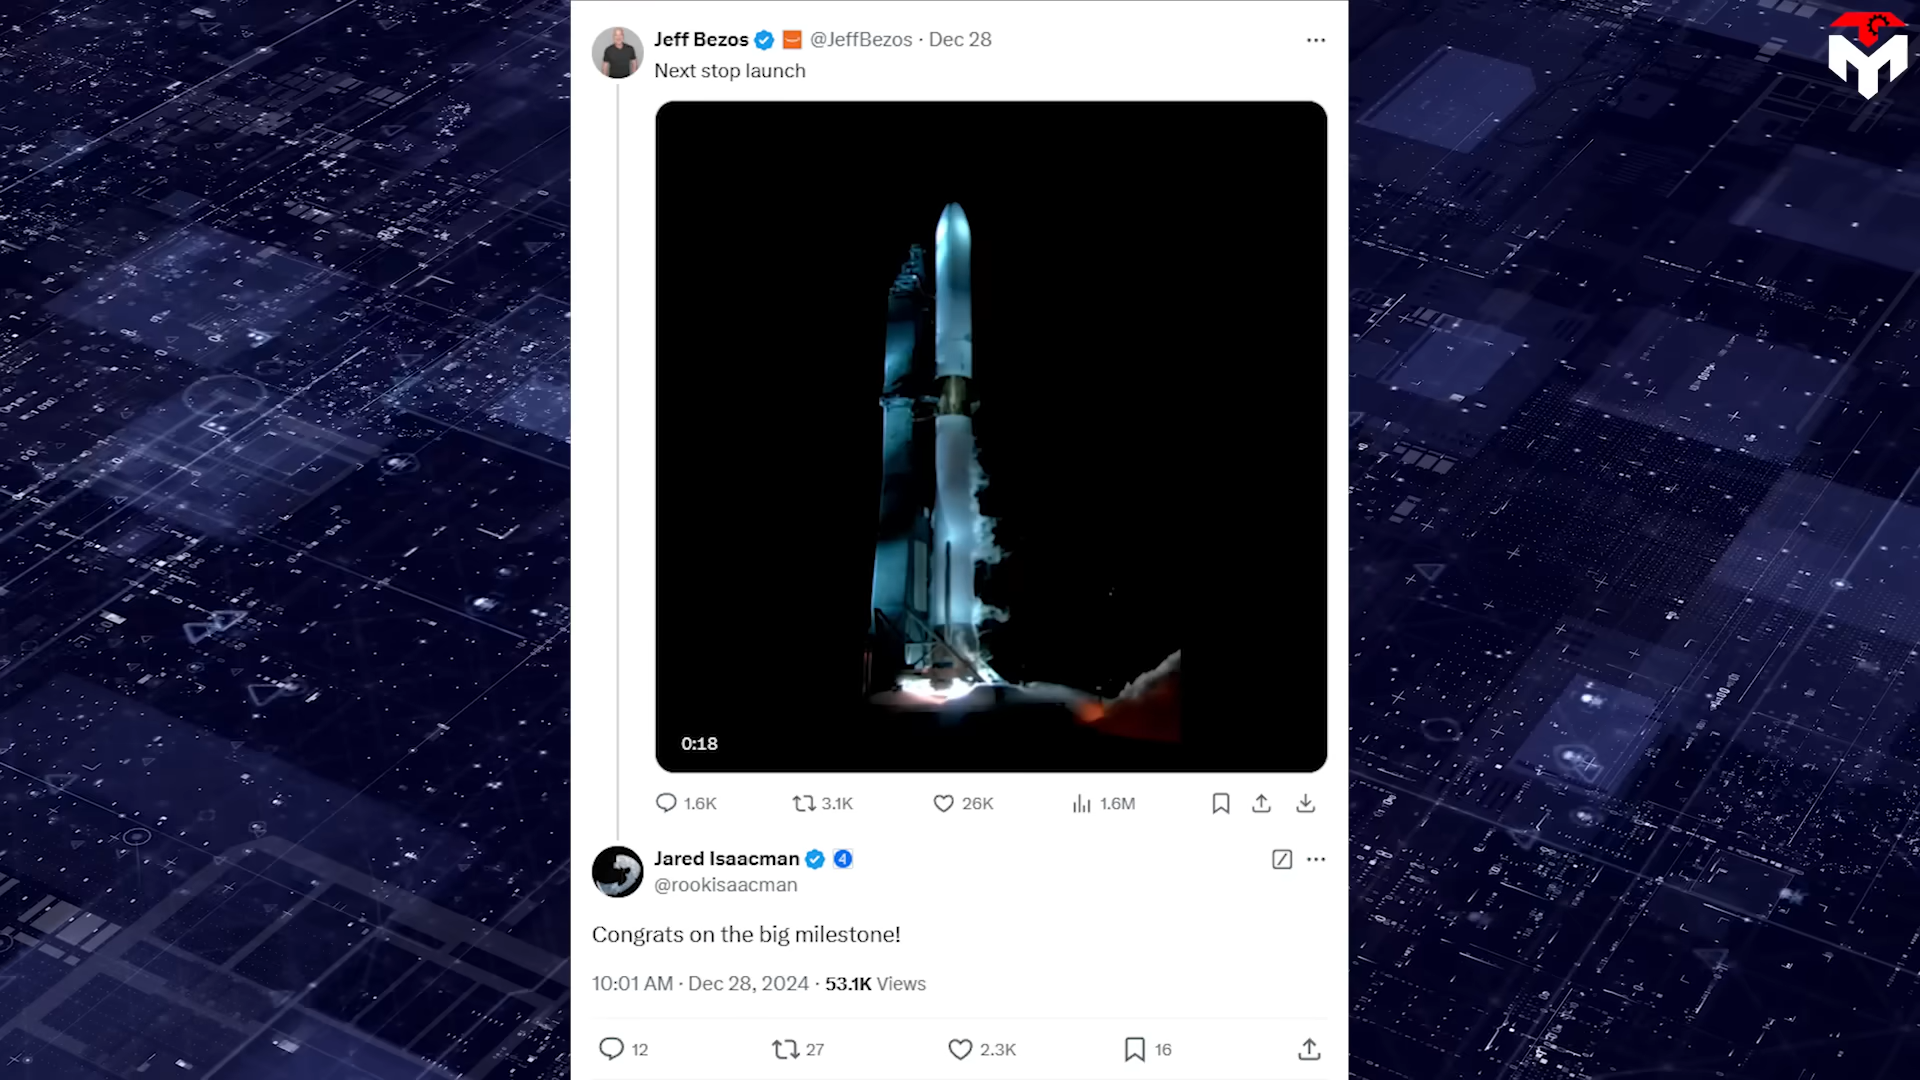 Jeff Bezos @JeffBezos · Dec 28
Next stop launch
0:18
1.6K 3.1K 26K 1.6M
Jared Isaacman 4
@rookisaacman
Congrats on the big milestone!
10:01 AM · Dec 28, 2024 · 53.1K Views
12 27 2.3K 16